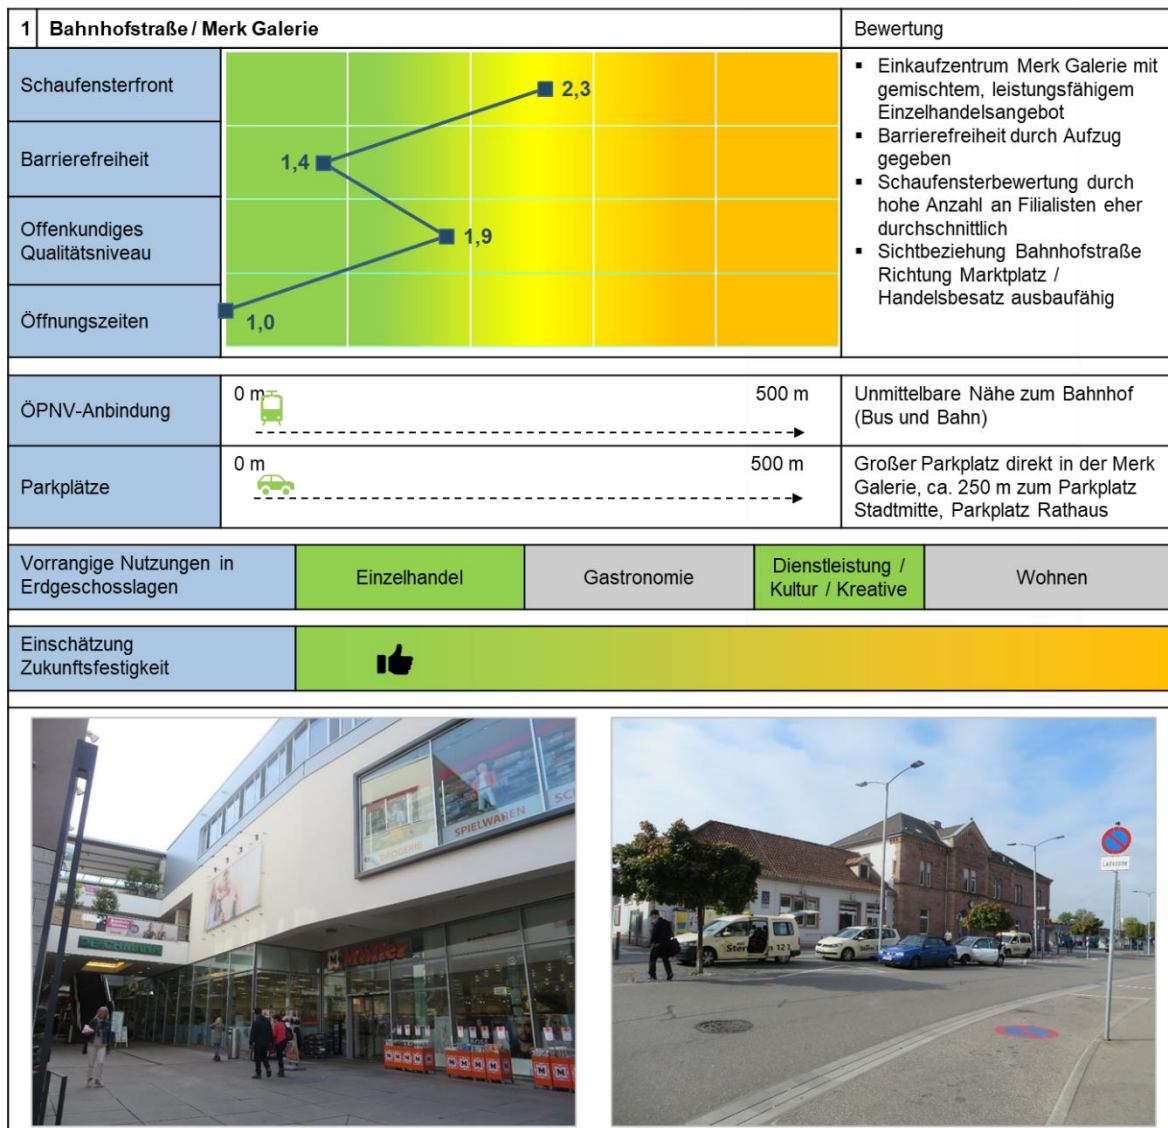 1 Bahnhofstraße / Merk Galerie
Bewertung
Schaufensterfront
2,3
Barrierefreiheit
1,4
Offenkundiges
Qualitätsniveau
1,9
Öffnungszeiten
1,0
▪ Einkaufzentrum Merk Galerie mit
gemischtem, leistungsfähigem
Einzelhandelsangebot
▪ Barrierefreiheit durch Aufzug
gegeben
▪ Schaufensterbewertung durch
hohe Anzahl an Filialisten eher
durchschnittlich
▪ Sichtbeziehung Bahnhofstraße
Richtung Marktplatz /
Handelsbesatz ausbaufähig
ÖPNV-Anbindung
0 m
500 m
Unmittelbare Nähe zum Bahnhof
(Bus und Bahn)
Parkplätze
0 m
500 m
Großer Parkplatz direkt in der Merk
Galerie, ca. 250 m zum Parkplatz
Stadtmitte, Parkplatz Rathaus
Vorrangige Nutzungen in
Erdgeschosslagen
Einzelhandel
Gastronomie
Dienstleistung /
Kultur / Kreative
Wohnen
Einschätzung
Zukunftsfestigkeit
DROGERIE
SPIELWAREN
Müller
Ladezone